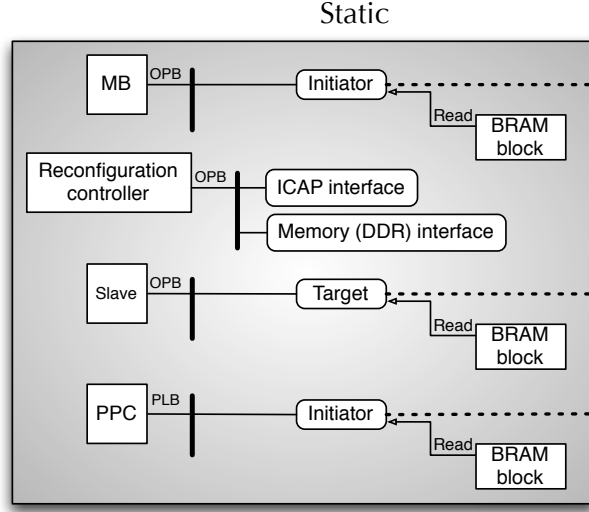 Static
MB
OPB
Initiator
Read
BRAM
block
Reconfiguration
controller
OPB
ICAP interface
Memory (DDR) interface
Slave
OPB
Target
Read
BRAM
block
PPC
PLB
Initiator
Read
BRAM
block